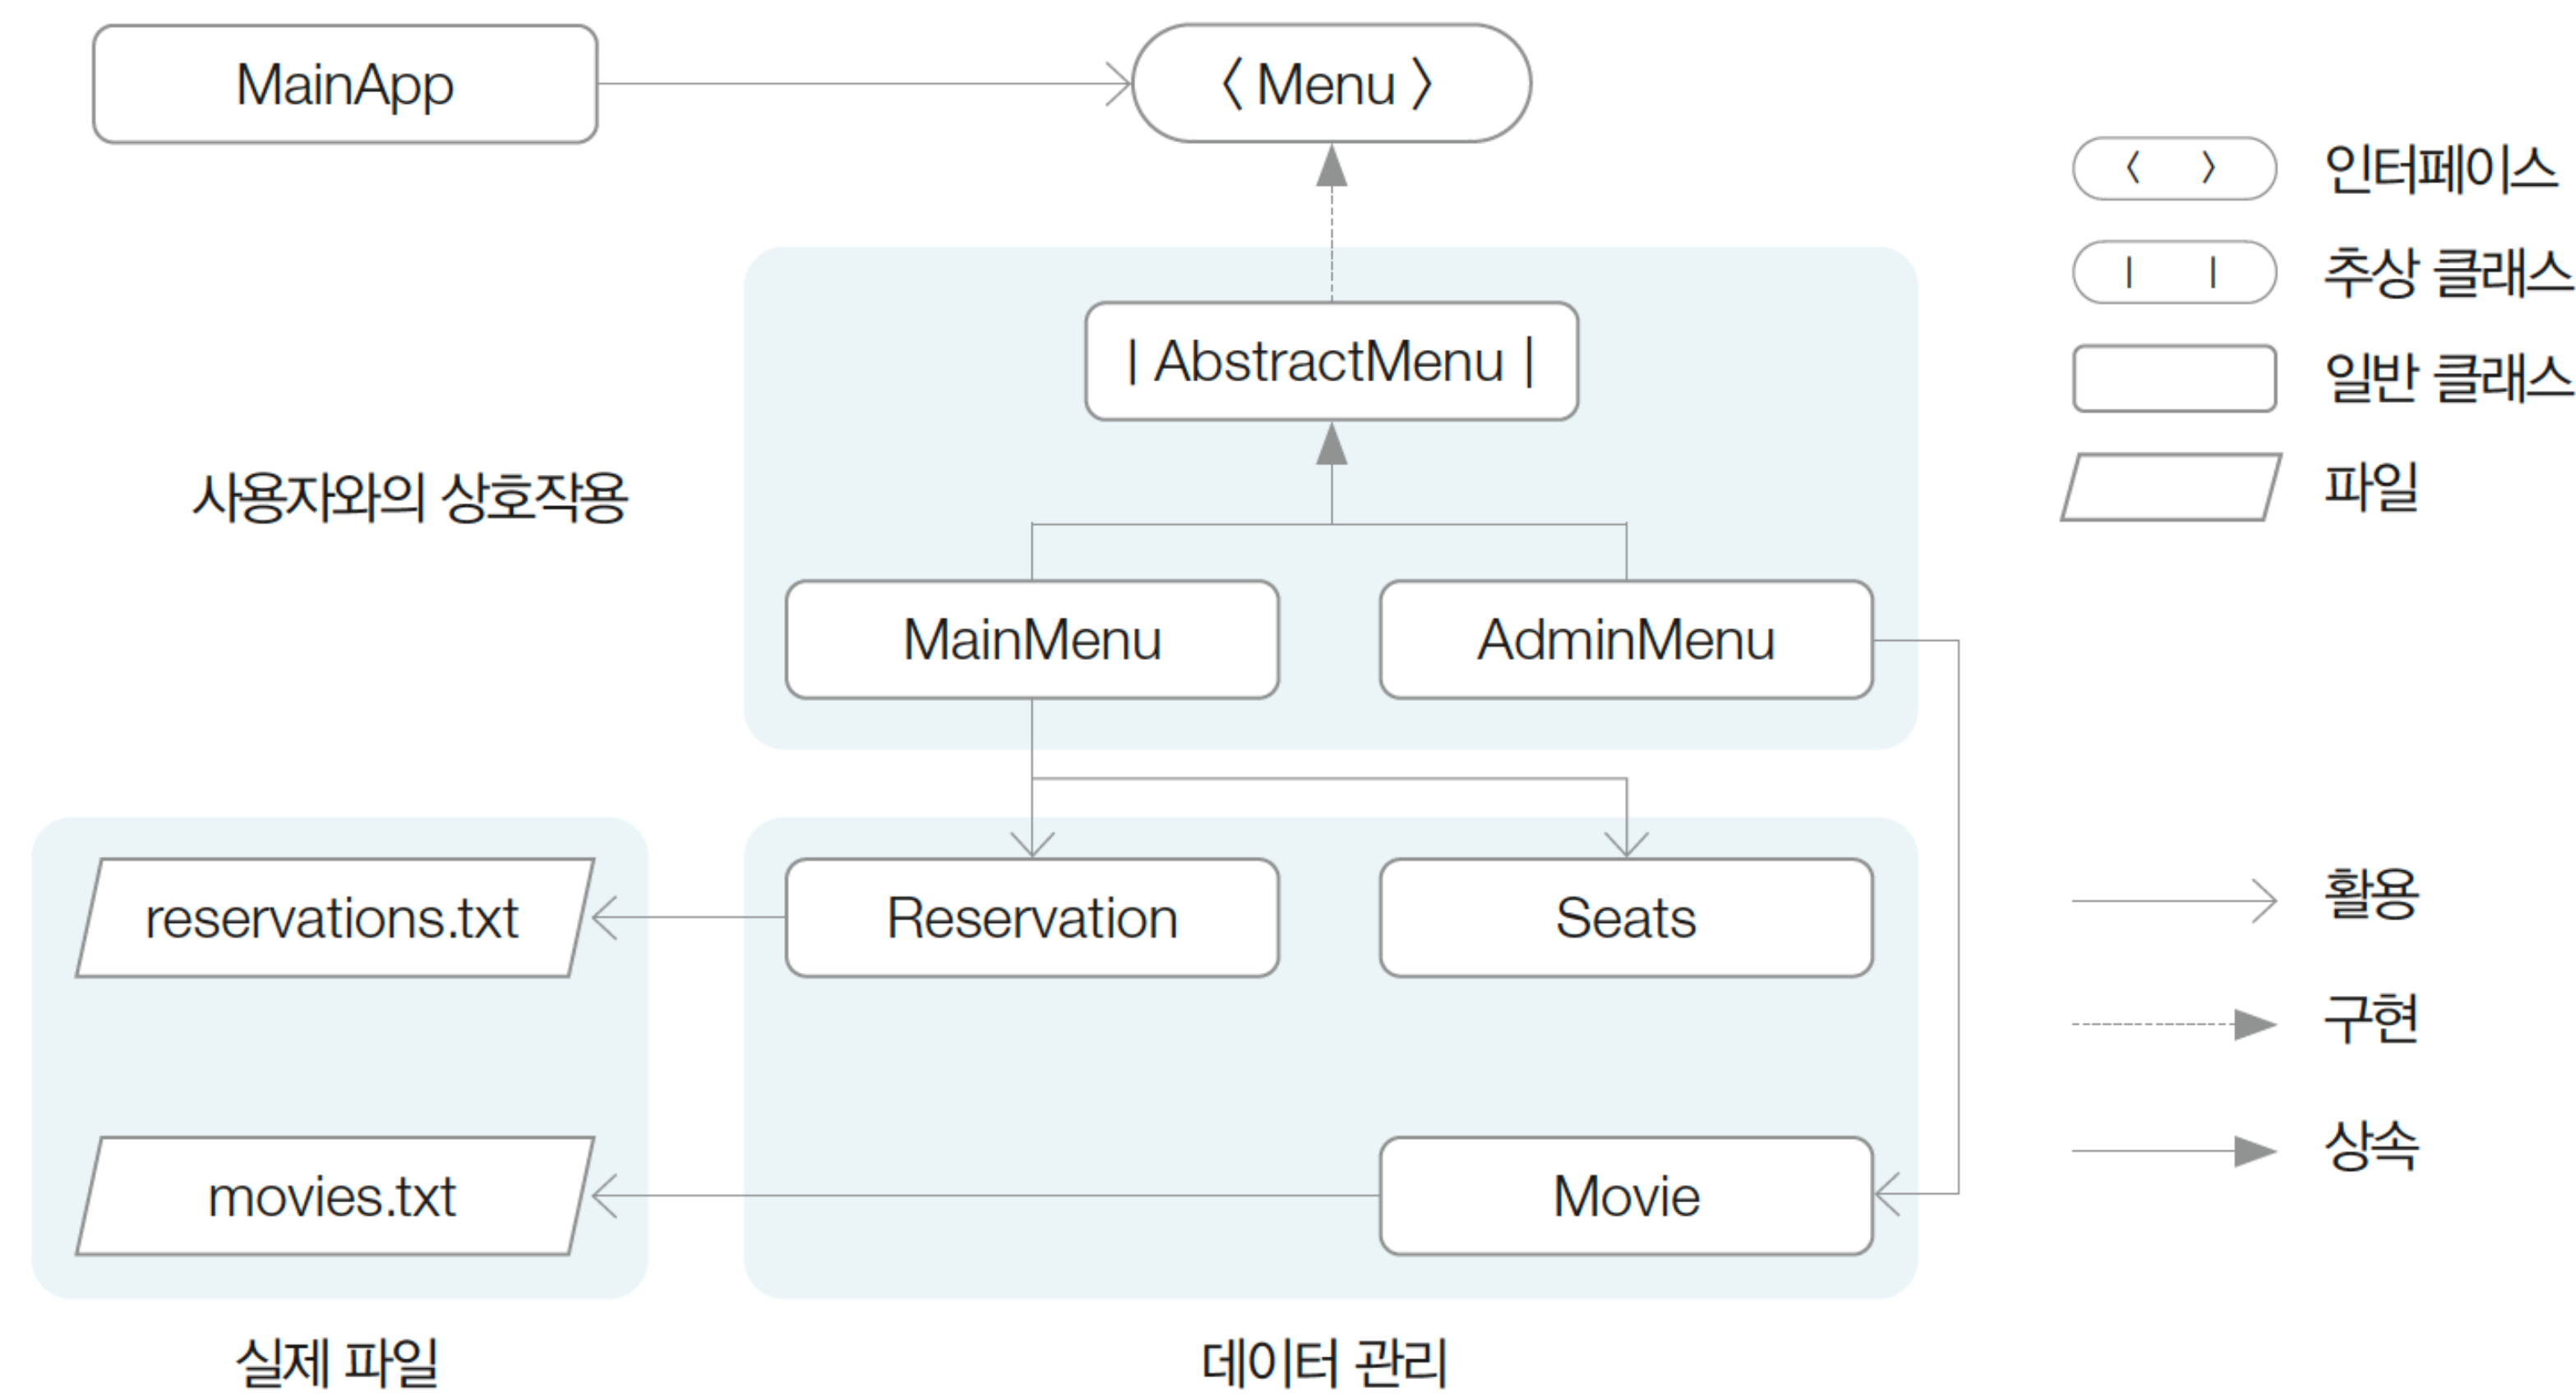 MainApp
〈 Menu 〉
〈 〉 인터페이스
| | 추상 클래스
일반 클래스
파일
| AbstractMenu |
사용자와의 상호작용
MainMenu
AdminMenu
reservations.txt
Reservation
Seats
movies.txt
Movie
활용
구현
상속
실제 파일
데이터 관리